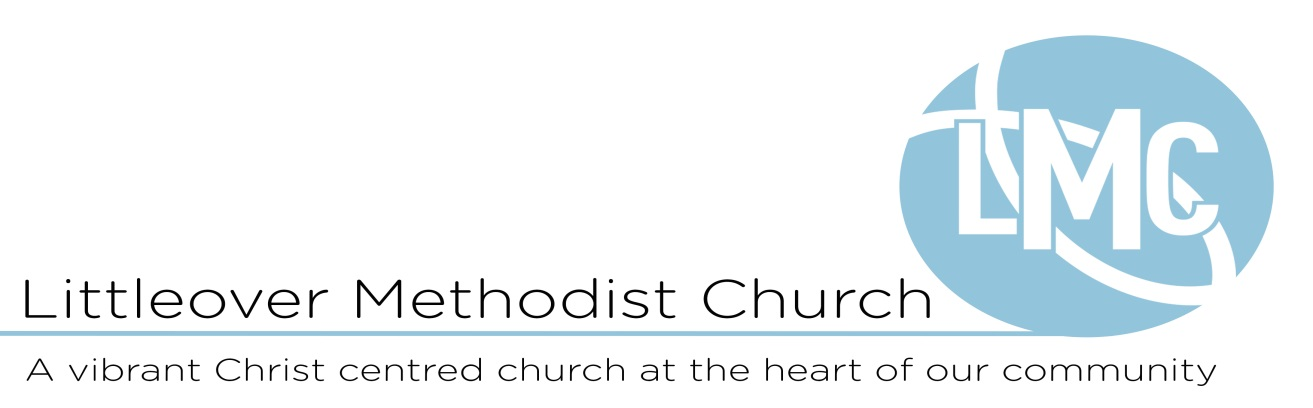 LMC
Littleover Methodist Church
A vibrant Christ centred church at the heart of our community